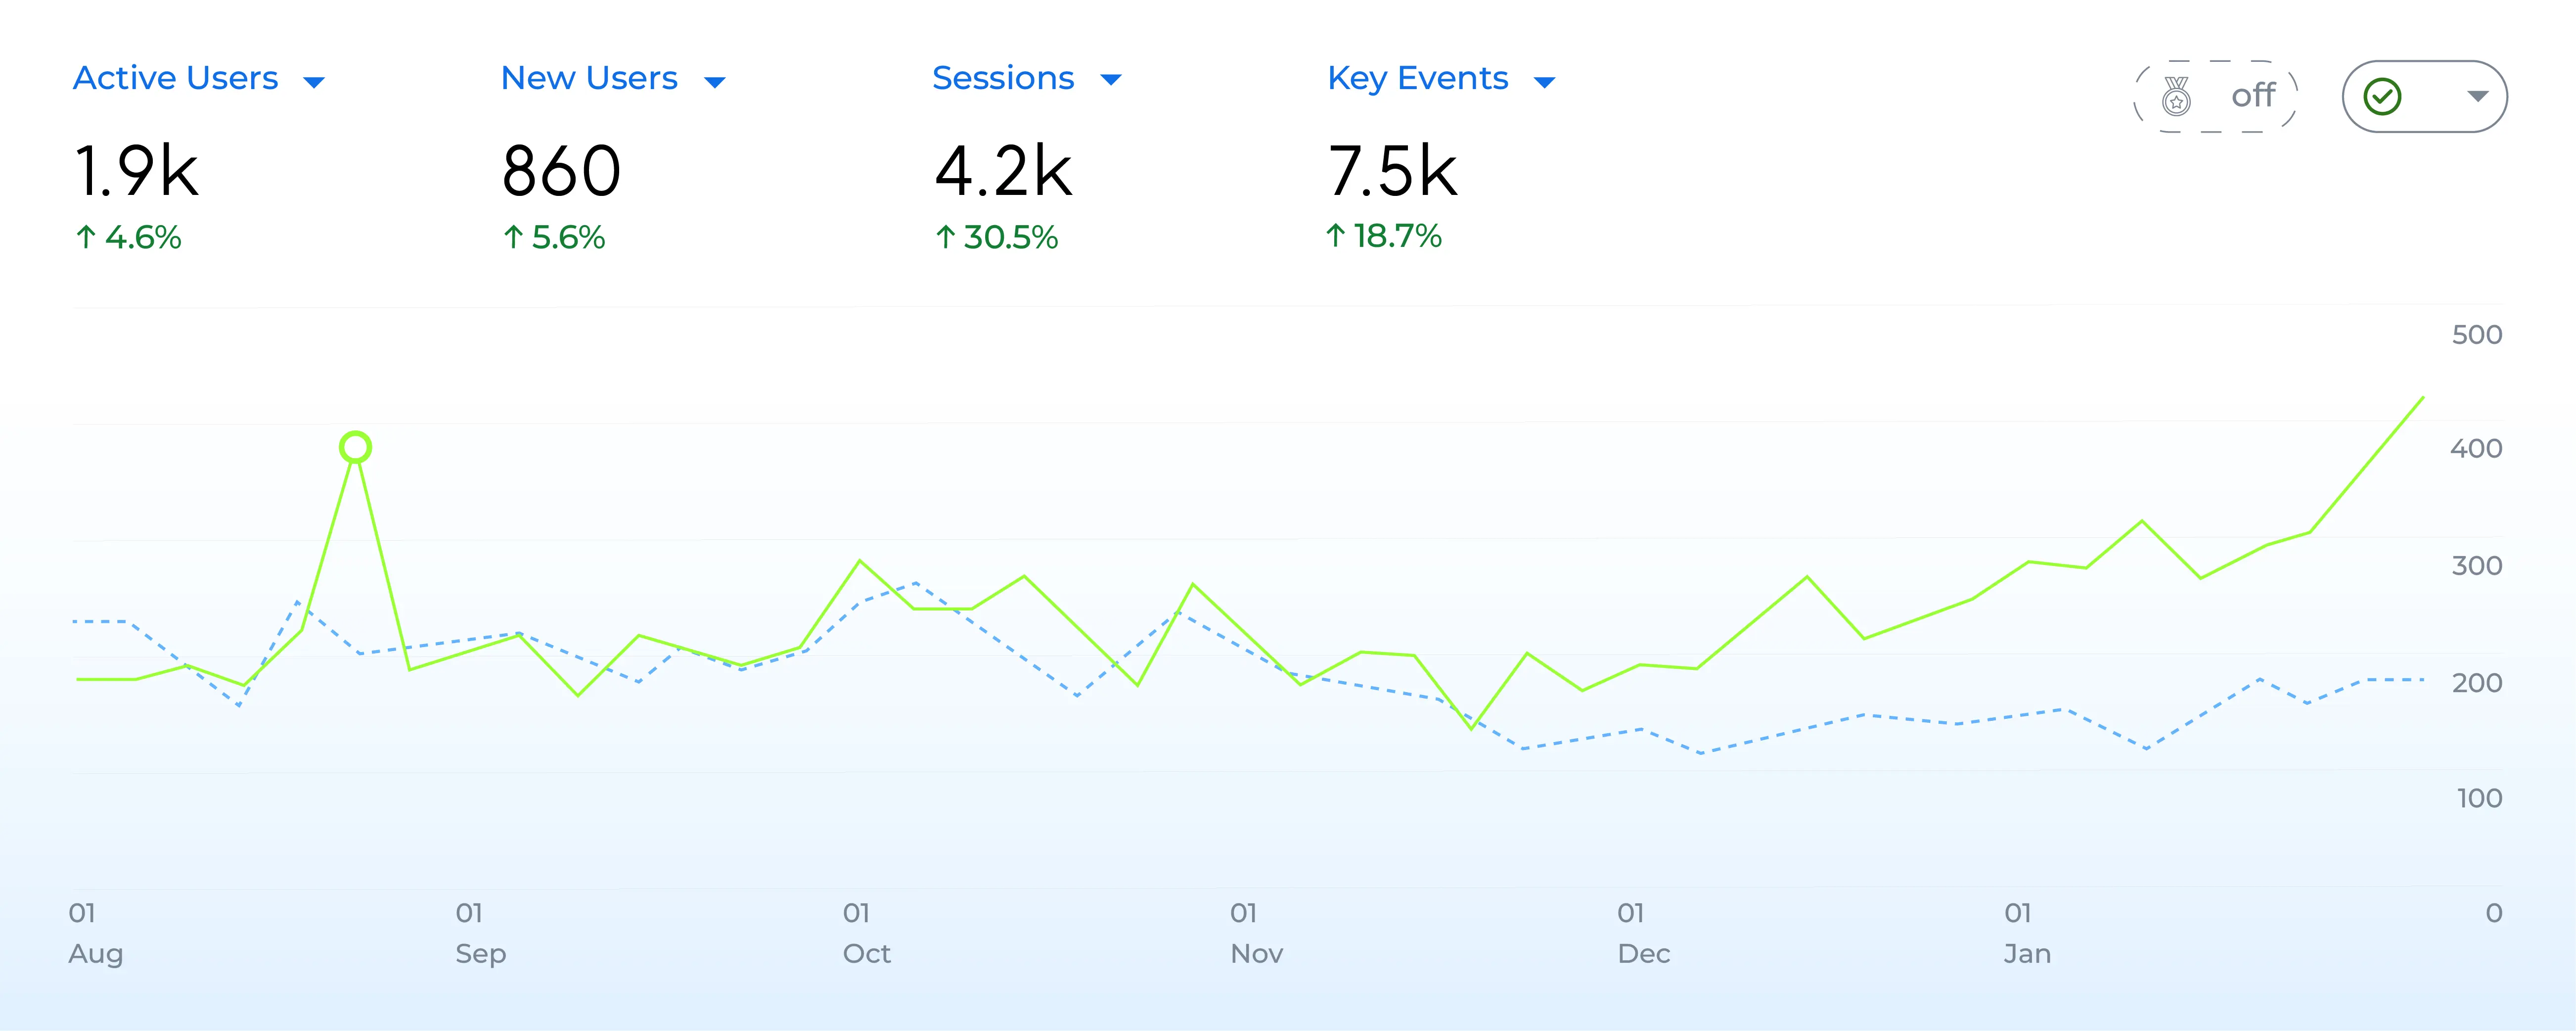 Active Users
New Users
Sessions
Key Events
off
1.9k
860
4.2k
7.5k
↑ 4.6%
↑ 5.6%
↑ 30.5%
↑ 18.7%
500
400
300
200
100
0
01
Aug
01
Sep
01
Oct
01
Nov
01
Dec
01
Jan